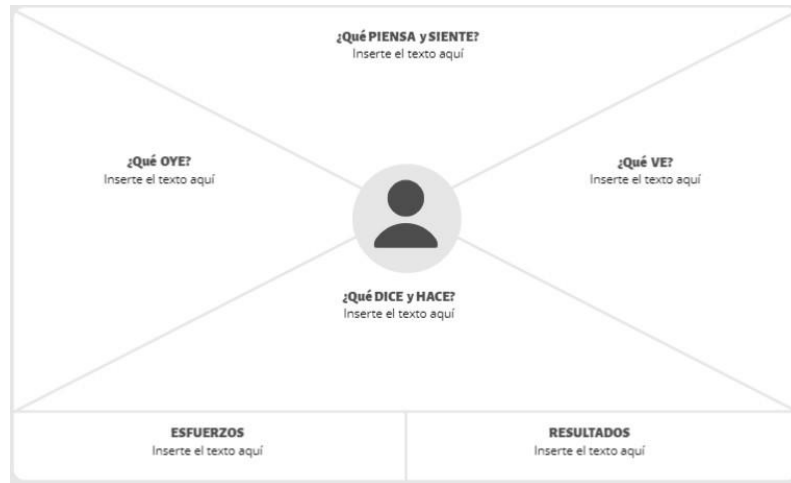 ¿Qué PIENSA y SIENTE?
Inserte el texto aquí
¿Qué OYE?
Inserte el texto aquí
¿Qué VE?
Inserte el texto aquí
¿Qué DICE y HACE?
Inserte el texto aquí
ESFUERZOS
Inserte el texto aquí
RESULTADOS
Inserte el texto aquí